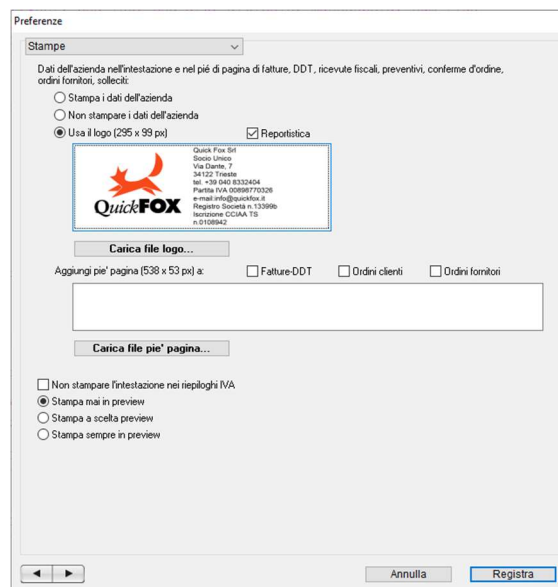 Preferenze
Stampe
Dati dell'azienda nell'intestazione e nel pié di pagina di fatture, DDT, ricevute fiscali, preventivi, conferme d'ordine,
ordini fornitori, solleciti:
Stampa i dati dell'azienda
Non stampare i dati dell'azienda
Usa il logo (295 x 99 px)
Reportistica
QuickFOX
Quick Fox Srl
Socio Unico
Via Dante, 7
34122 Trieste
tel. +39 040 8332404
Partita IVA 00898770326
e-mail:info@quickfox.it
Registro Società n.13399b
Iscrizione CCIAA TS
n.0108942
Carica file logo...
Aggiungi pie' pagina (538 x 53 px) a:
Fatture-DDT
Ordini clienti
Ordini fornitori
Carica file pie' pagina...
Non stampare l'intestazione nei riepiloghi IVA
Stampa mai in preview
Stampa a scelta preview
Stampa sempre in preview
Annulla
Registra